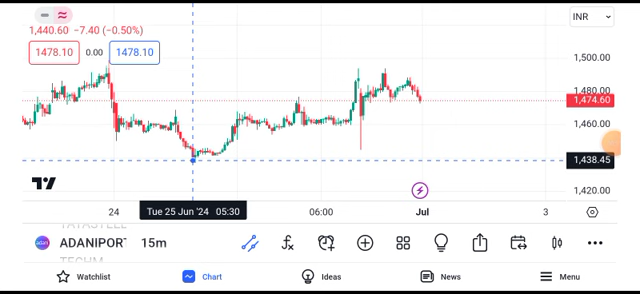 INR
1,440.60 −7.40 (−0.50%)
1478.10 0.00 1478.10
1,500.00
1,480.00
1,474.60
1,460.00
1,438.45
1,420.00
24 Tue 25 Jun '24 05:30 06:00 Jul 3
TATASTEEL
ADANIPORT 15m
TECHM
Watchlist Chart Ideas News Menu